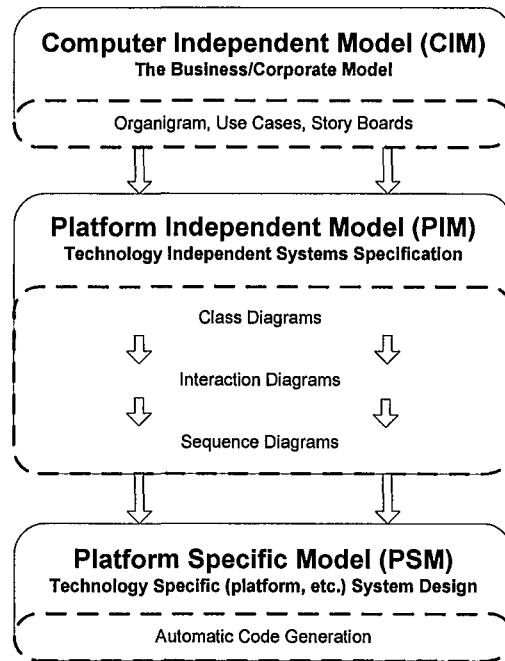 Computer Independent Model (CIM)
The Business/Corporate Model
Organigram, Use Cases, Story Boards
Platform Independent Model (PIM)
Technology Independent Systems Specification
Class Diagrams
Interaction Diagrams
Sequence Diagrams
Platform Specific Model (PSM)
Technology Specific (platform, etc.) System Design
Automatic Code Generation